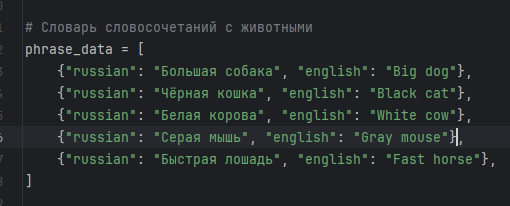 # Словарь словосочетаний с животными
phrase_data = [
{"russian": "Большая собака", "english": "Big dog"},
{"russian": "Чёрная кошка", "english": "Black cat"},
{"russian": "Белая корова", "english": "White cow"},
{"russian": "Серая мышь", "english": "Gray mouse"},
{"russian": "Быстрая лошадь", "english": "Fast horse"},
]